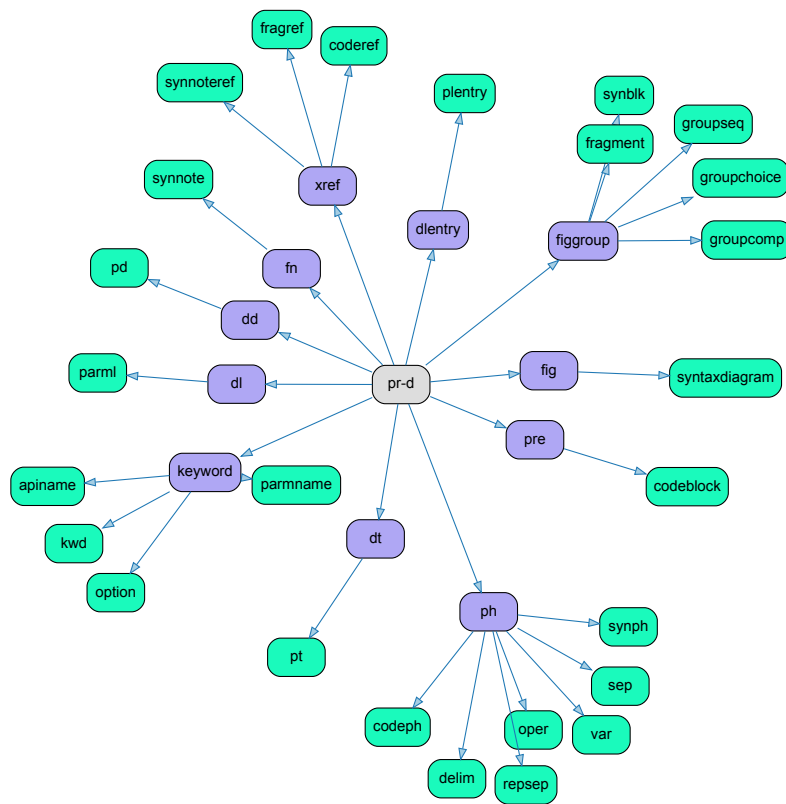 fragref
coderef
synnoteref
plentry
synblk
groupseq
fragment
synnote
xref
groupchoice
dlentry
figgroup
groupcomp
pd
fn
dd
parml
dl
pr-d
fig
syntaxdiagram
pre
keyword
apiname
parmname
codeblock
kwd
dt
option
ph
synph
pt
sep
codeph
oper
var
delim
repsep